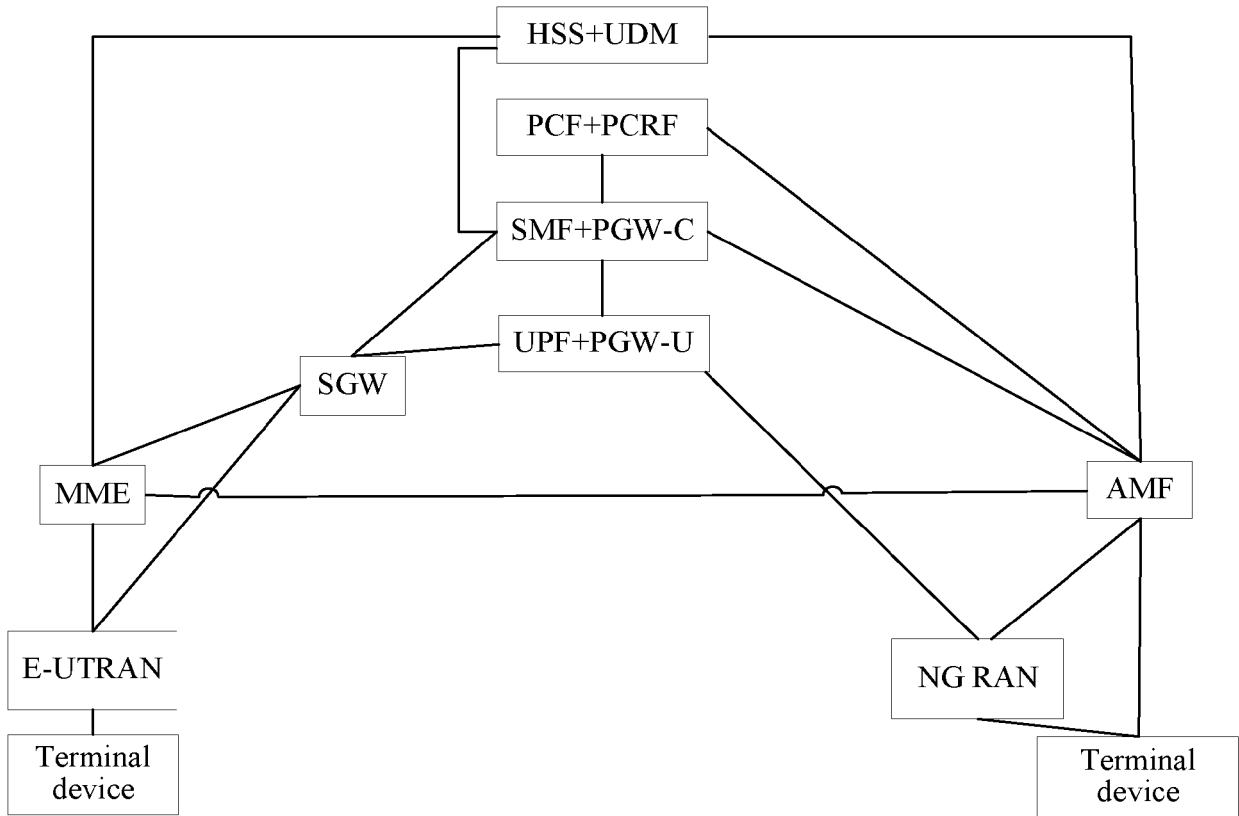 HSS+UDM
PCF+PCRF
SMF+PGW-C
UPF+PGW-U
SGW
MME
AMF
E-UTRAN
NG RAN
Terminal
device
Terminal
device